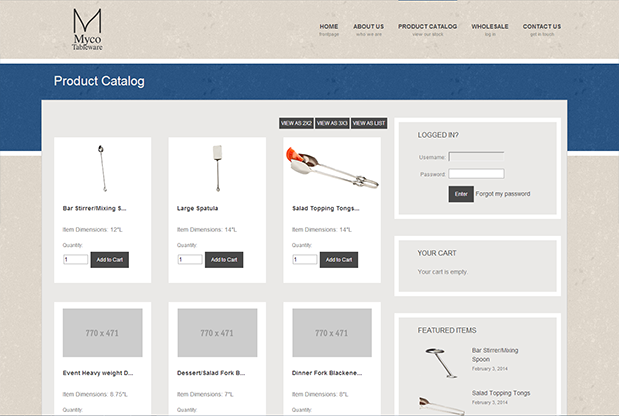 Myco
Tableware
HOME
frontpage
ABOUT US
who are we
PRODUCT CATALOG
view our stock
WHOLESALE
log in
CONTACT US
get in touch
Product Catalog
VIEW AS 2X2
VIEW AS 3X3
VIEW AS LIST
Bar Stirrer/Mixing S...
Item Dimensions: 12"L
Quantity:
1
Add to Cart
Large Spatula
Item Dimensions: 14"L
Quantity:
1
Add to Cart
Salad Topping Tongs...
Item Dimensions: 14"L
Quantity:
1
Add to Cart
770 x 471
Event Heavy weight D...
Item Dimensions: 8.75"L
Quantity:
770 x 471
Dessert/Salad Fork B...
Item Dimensions: 7"L
Quantity:
770 x 471
Dinner Fork Blackene...
Item Dimensions: 8"L
Quantity:
LOGGED IN?
Username:
Password:
Enter
Forgot my password
YOUR CART
Your cart is empty.
FEATURED ITEMS
Bar Stirrer/Mixing
Spoon
February 3, 2014
Salad Topping Tongs
February 3, 2014